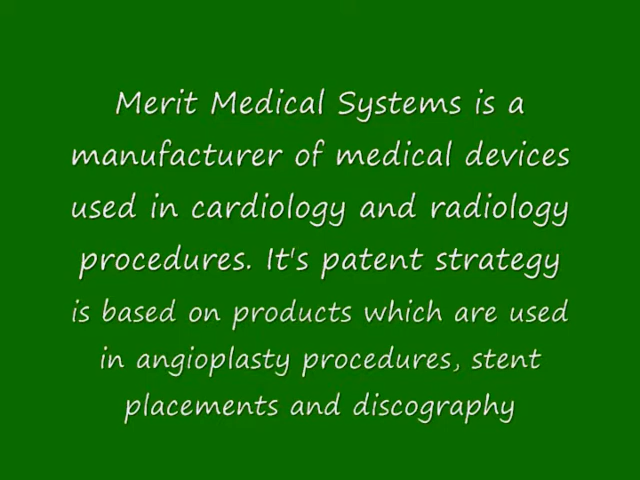 Merit Medical Systems is a
manufacturer of medical devices
used in cardiology and radiology
procedures. It's patent strategy
is based on products which are used
in angioplasty procedures, stent
placements and discography